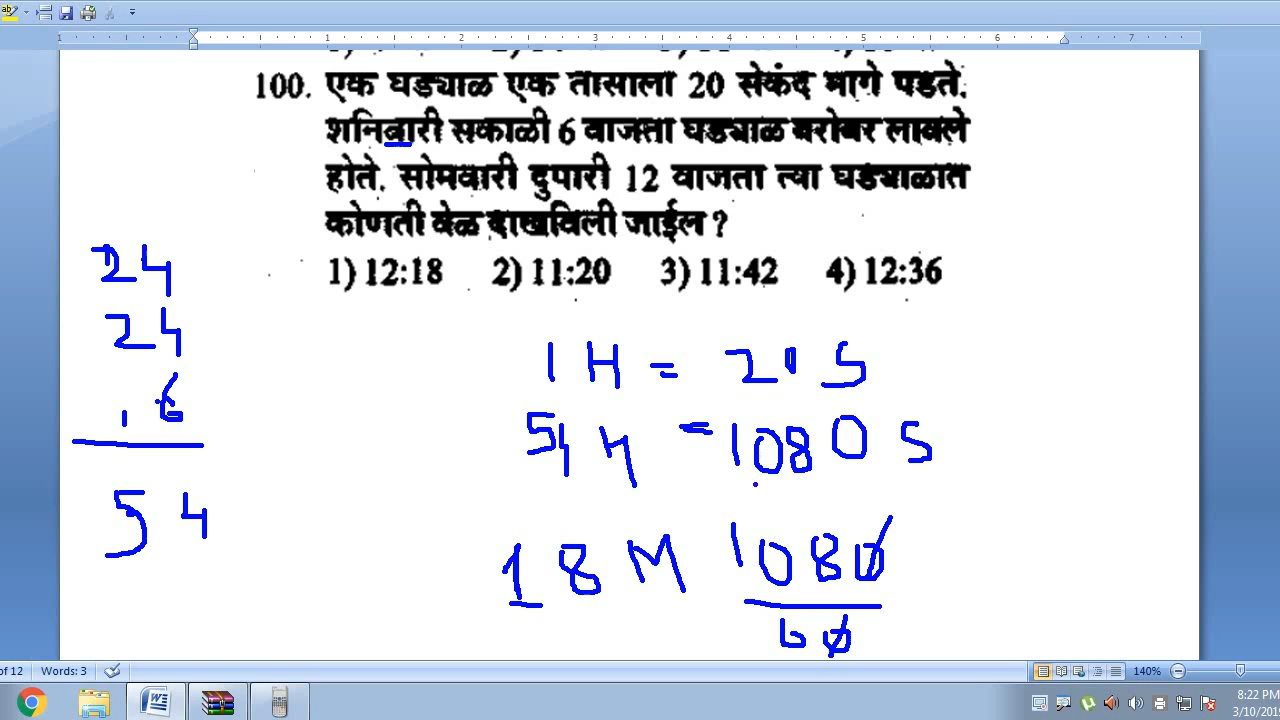 100. एक घड्याळ एक तासाला 20 सेकंद मागे पडते.
शनिवारी सकाळी 6 वाजता घड्याळ बरोबर लावले
होते. सोमवारी दुपारी 12 वाजता त्या घड्याळात
कोणती वेळ दाखविली जाईल ?
1) 12:18 2) 11:20 3) 11:42 4) 12:36
24
24
6
54
1 H = 20 S
54 H = 1080 S
18 M 1080
60
of 12 Words: 3 140%
8:22 PM